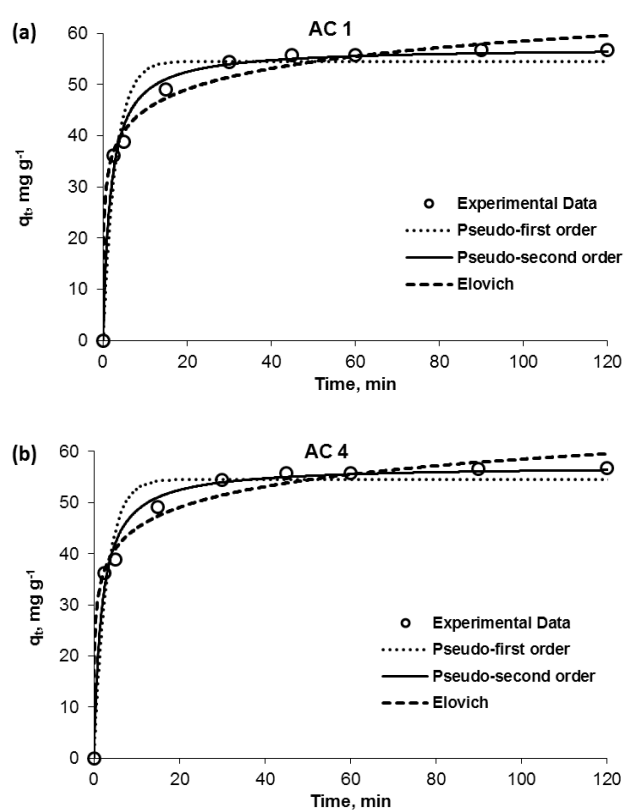 (a)
AC 1
60
50
40
30
20
10
0
qt, mg g-1
Experimental Data
Pseudo-first order
Pseudo-second order
Elovich
0 20 40 60 80 100 120
Time, min
(b)
AC 4
60
50
40
30
20
10
0
qt, mg g-1
Experimental Data
Pseudo-first order
Pseudo-second order
Elovich
0 20 40 60 80 100 120
Time, min